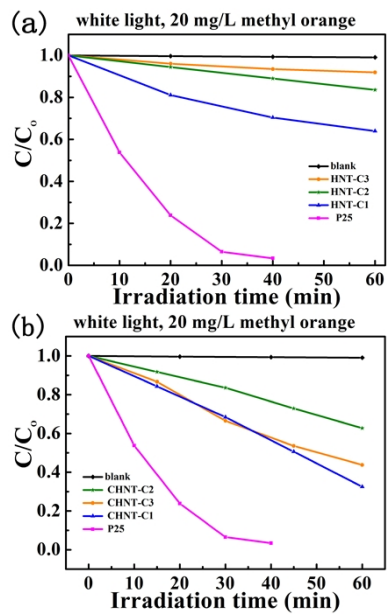 (a)
white light, 20 mg/L methyl orange
C/C₀
1.0
0.8
0.6
0.4
0.2
0.0
blank
HNT-C3
HNT-C2
HNT-C1
P25
0 10 20 30 40 50 60
Irradiation time (min)
(b)
white light, 20 mg/L methyl orange
C/C₀
1.0
0.8
0.6
0.4
0.2
0.0
blank
CHNT-C2
CHNT-C3
CHNT-C1
P25
0 10 20 30 40 50 60
Irradiation time (min)